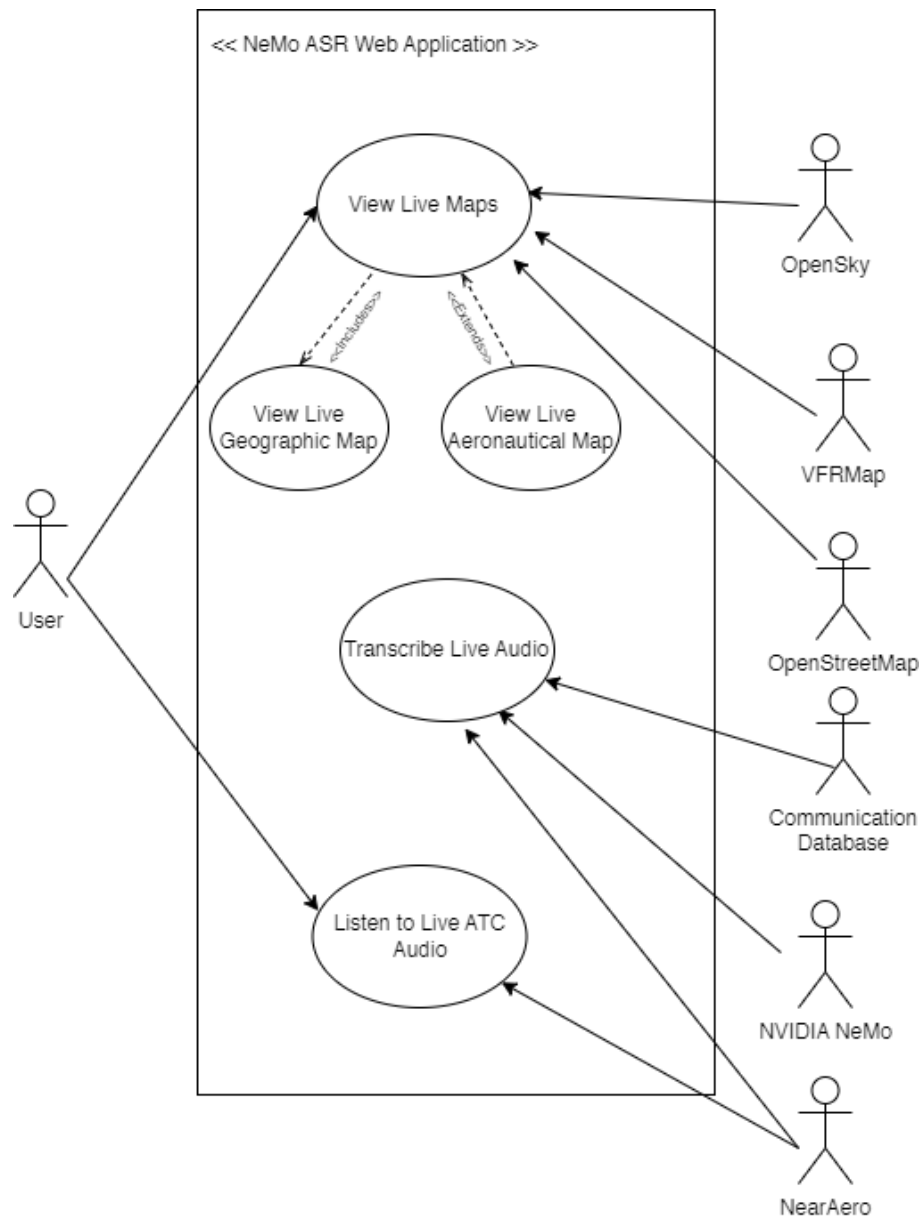 << NeMo ASR Web Application >>
View Live Maps
OpenSky
<<Includes>>
<<Extends>>
View Live
Geographic Map
View Live
Aeronautical Map
VFRMap
User
Transcribe Live Audio
OpenStreetMap
Communication
Database
Listen to Live ATC
Audio
NVIDIA NeMo
NearAero